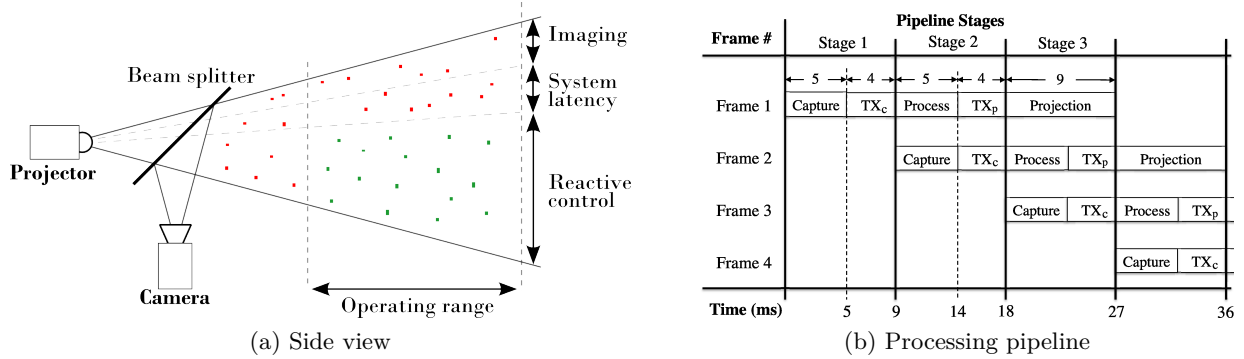 Imaging
System
latency
Beam splitter
Projector
Reactive
control
Camera
Operating range
(a) Side view
Pipeline Stages
Frame #
Stage 1 Stage 2 Stage 3
5 4 5 4 9
Frame 1 Capture TXc Process TXp Projection
Frame 2 Capture TXc Process TXp Projection
Frame 3 Capture TXc Process TXp
Frame 4 Capture TXc
Time (ms) 5 9 14 18 27 36
(b) Processing pipeline